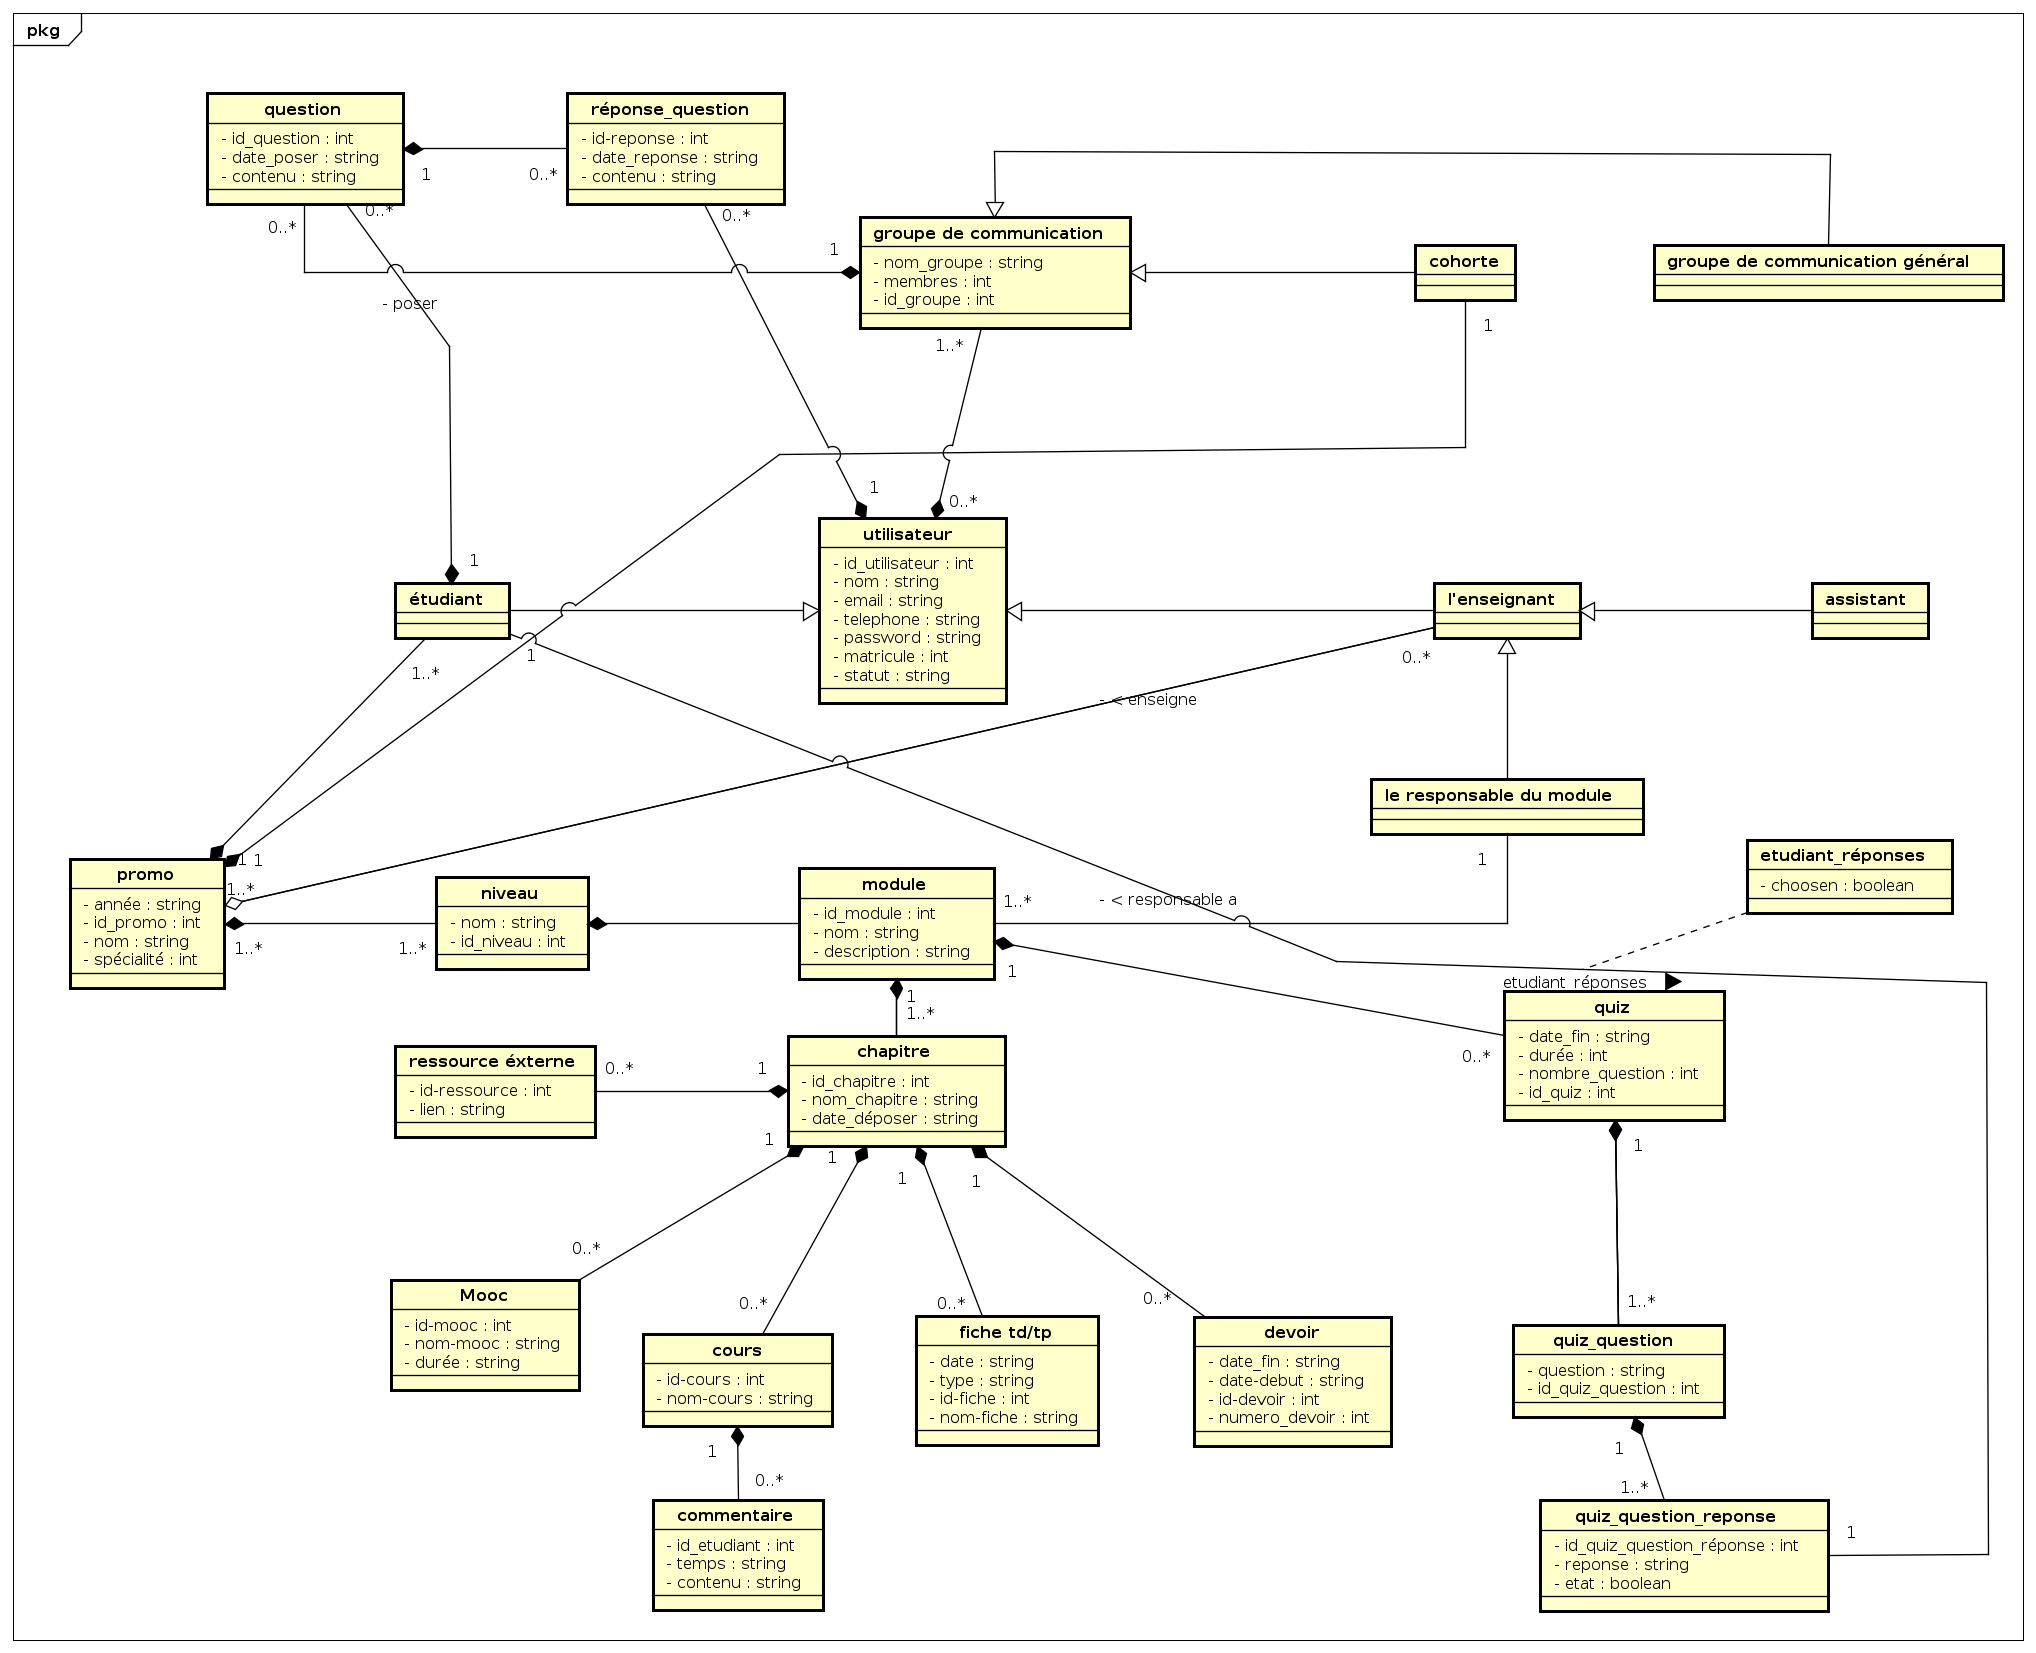 pkg
question
- id_question : int
- date_poser : string
- contenu : string
réponse_question
- id-reponse : int
- date_reponse : string
- contenu : string
1
0..*
0..*
0..*
0..*
groupe de communication
- nom_groupe : string
- membres : int
- id_groupe : int
1
cohorte
groupe de communication général
- poser
1
1..*
1
0..*
1
utilisateur
- id_utilisateur : int
- nom : string
- email : string
- telephone : string
- password : string
- matricule : int
- statut : string
étudiant
l'enseignant
assistant
1
1..*
0..*
- < enseigne
le responsable du module
1
etudiant_réponses
- choosen : boolean
1
1
1..*
promo
- année : string
- id_promo : int
- nom : string
- spécialité : int
1..*
1..*
niveau
- nom : string
- id_niveau : int
module
- id_module : int
- nom : string
- description : string
1..*
- < responsable a
1
1
1..*
etudiant_réponses
quiz
- date_fin : string
- durée : int
- nombre_question : int
- id_quiz : int
0..*
ressource éxterne
- id-ressource : int
- lien : string
0..*
1
chapitre
- id_chapitre : int
- nom_chapitre : string
- date_déposer : string
1
1
1
1
1
0..*
0..*
0..*
0..*
1..*
Mooc
- id-mooc : int
- nom-mooc : string
- durée : string
cours
- id-cours : int
- nom-cours : string
fiche td/tp
- date : string
- type : string
- id-fiche : int
- nom-fiche : string
devoir
- date_fin : string
- date-debut : string
- id-devoir : int
- numero_devoir : int
quiz_question
- question : string
- id_quiz_question : int
1
0..*
1
1..*
commentaire
- id_etudiant : int
- temps : string
- contenu : string
quiz_question_reponse
- id_quiz_question_réponse : int
- reponse : string
- etat : boolean
1